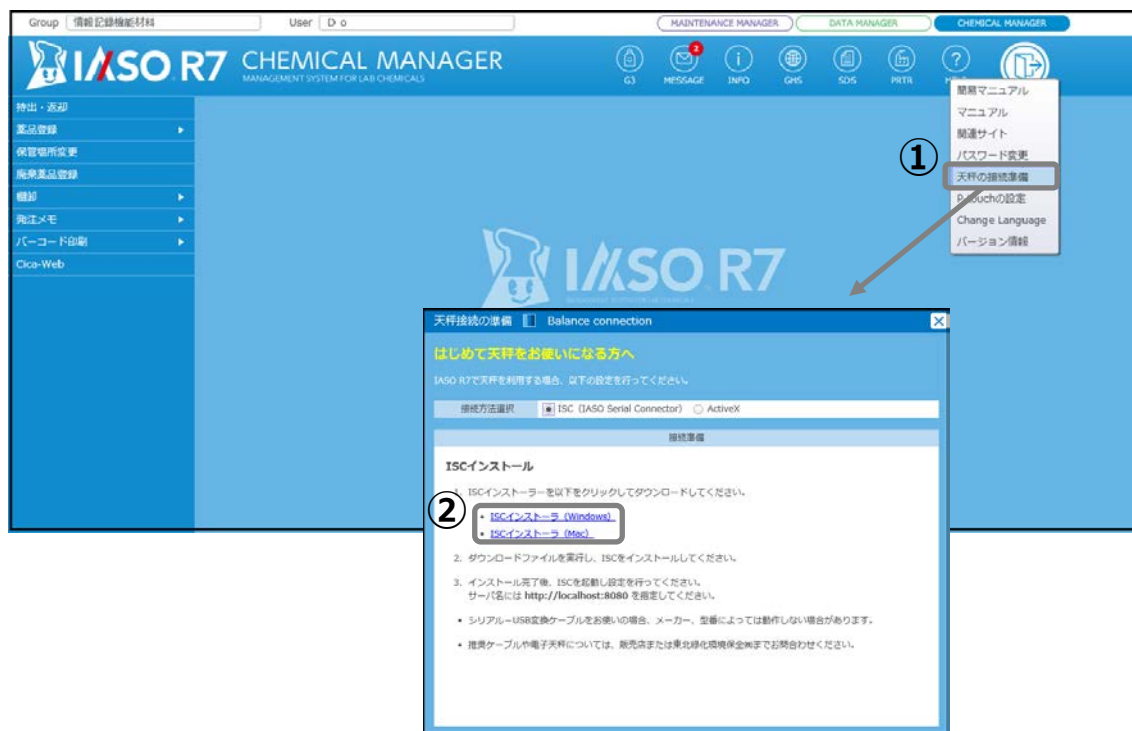 Group 情報記録機能材料 User D o MAINTENANCE MANAGER DATA MANAGER CHEMICAL MANAGER
IASO R7 CHEMICAL MANAGER
MANAGEMENT SYSTEM FOR LAB CHEMICALS
G3 MESSAGE 2 INFO GHS SDS PRTR ?
持出・返却
薬品登録
保管場所変更
廃棄薬品登録
棚卸
発注メモ
バーコード印刷
Cica-Web
簡易マニュアル
マニュアル
関連サイト
パスワード変更
① 天秤の接続準備
P-touchの設定
Change Language
バージョン情報
IASO R7
天秤接続の準備 Balance connection
はじめて天秤をお使いになる方へ
IASO R7で天秤を利用する場合、以下の設定を行ってください。
接続方法選択 ISC (IASO Serial Connector) ActiveX
接続準備
ISCインストール
1. ISCインストーラーを以下をクリックしてダウンロードしてください。
②
• ISCインストーラ (Windows)
• ISCインストーラ (Mac)
2. ダウンロードファイルを実行し、ISCをインストールしてください。
3. インストール完了後、ISCを起動し設定を行ってください。
サーバ名には http://localhost:8080 を指定してください。
• シリアル－USB変換ケーブルをお使いの場合、メーカー、型番によっては動作しない場合があります。
• 推奨ケーブルや電子天秤については、販売店または東北緑化環境保全㈱までお問合わせください。